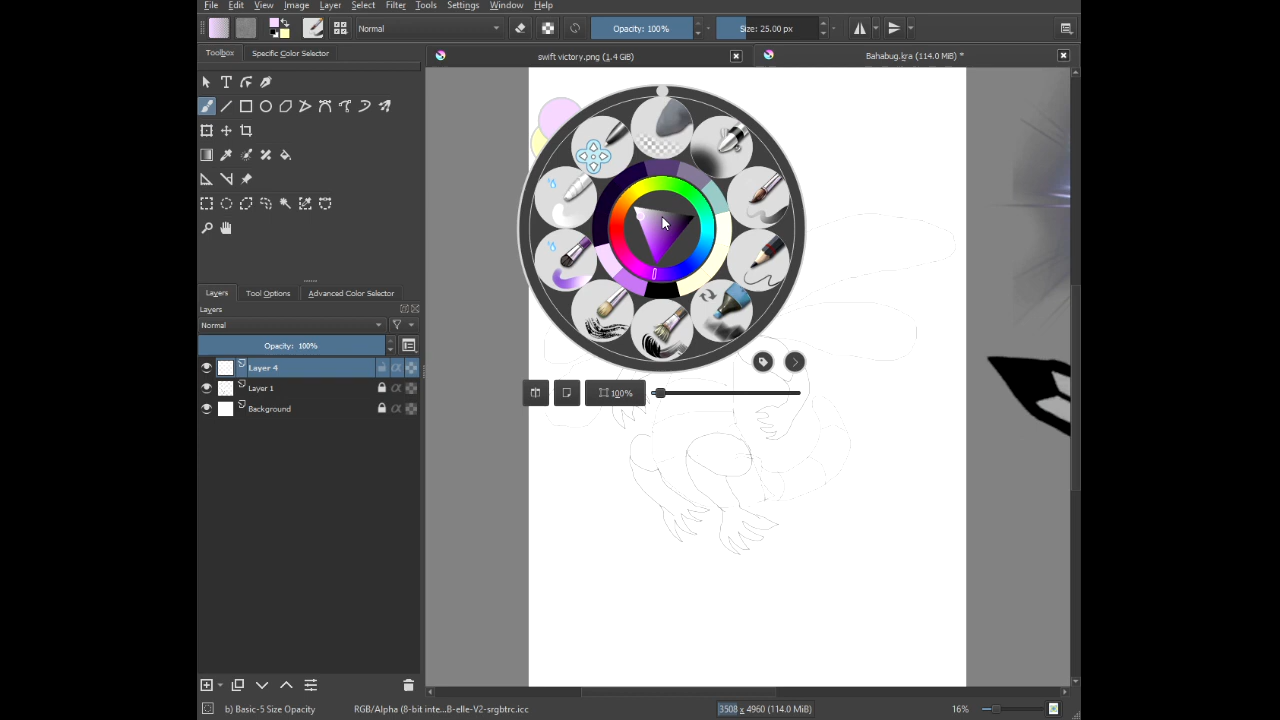 File Edit View Image Layer Select Filter Tools Settings Window Help
Normal Opacity: 100% Size: 25.00 px
Toolbox Specific Color Selector
swift victory.png (1.4 GiB) Bahabug.kra (114.0 MiB) *
Layers Tool Options Advanced Color Selector
Layers
Normal
Opacity: 100%
Layer 4
Layer 1
Background
100%
b) Basic-5 Size Opacity RGB/Alpha (8-bit inte...B-elle-V2-srgbtrc.icc 3508 x 4960 (114.0 MiB) 16%